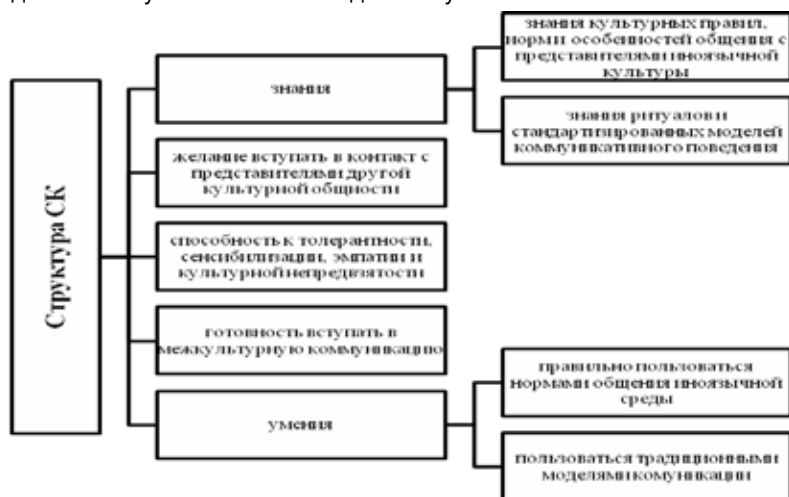 Структура СК
знания
знания культурных правил,
норм и особенностей общения с
представителями иноязычной
культуры
знания ритуалов и
стандартизированных моделей
коммуникативного поведения
желание вступать в контакт с
представителями другой
культурной общности
способность к толерантности,
сенсибилизации, эмпатии и
культурной непредвзятости
готовность вступать в
межкультурную коммуникацию
умения
правильно пользоваться
нормами общения иноязычной
среды
пользоваться традиционными
моделями комуникации